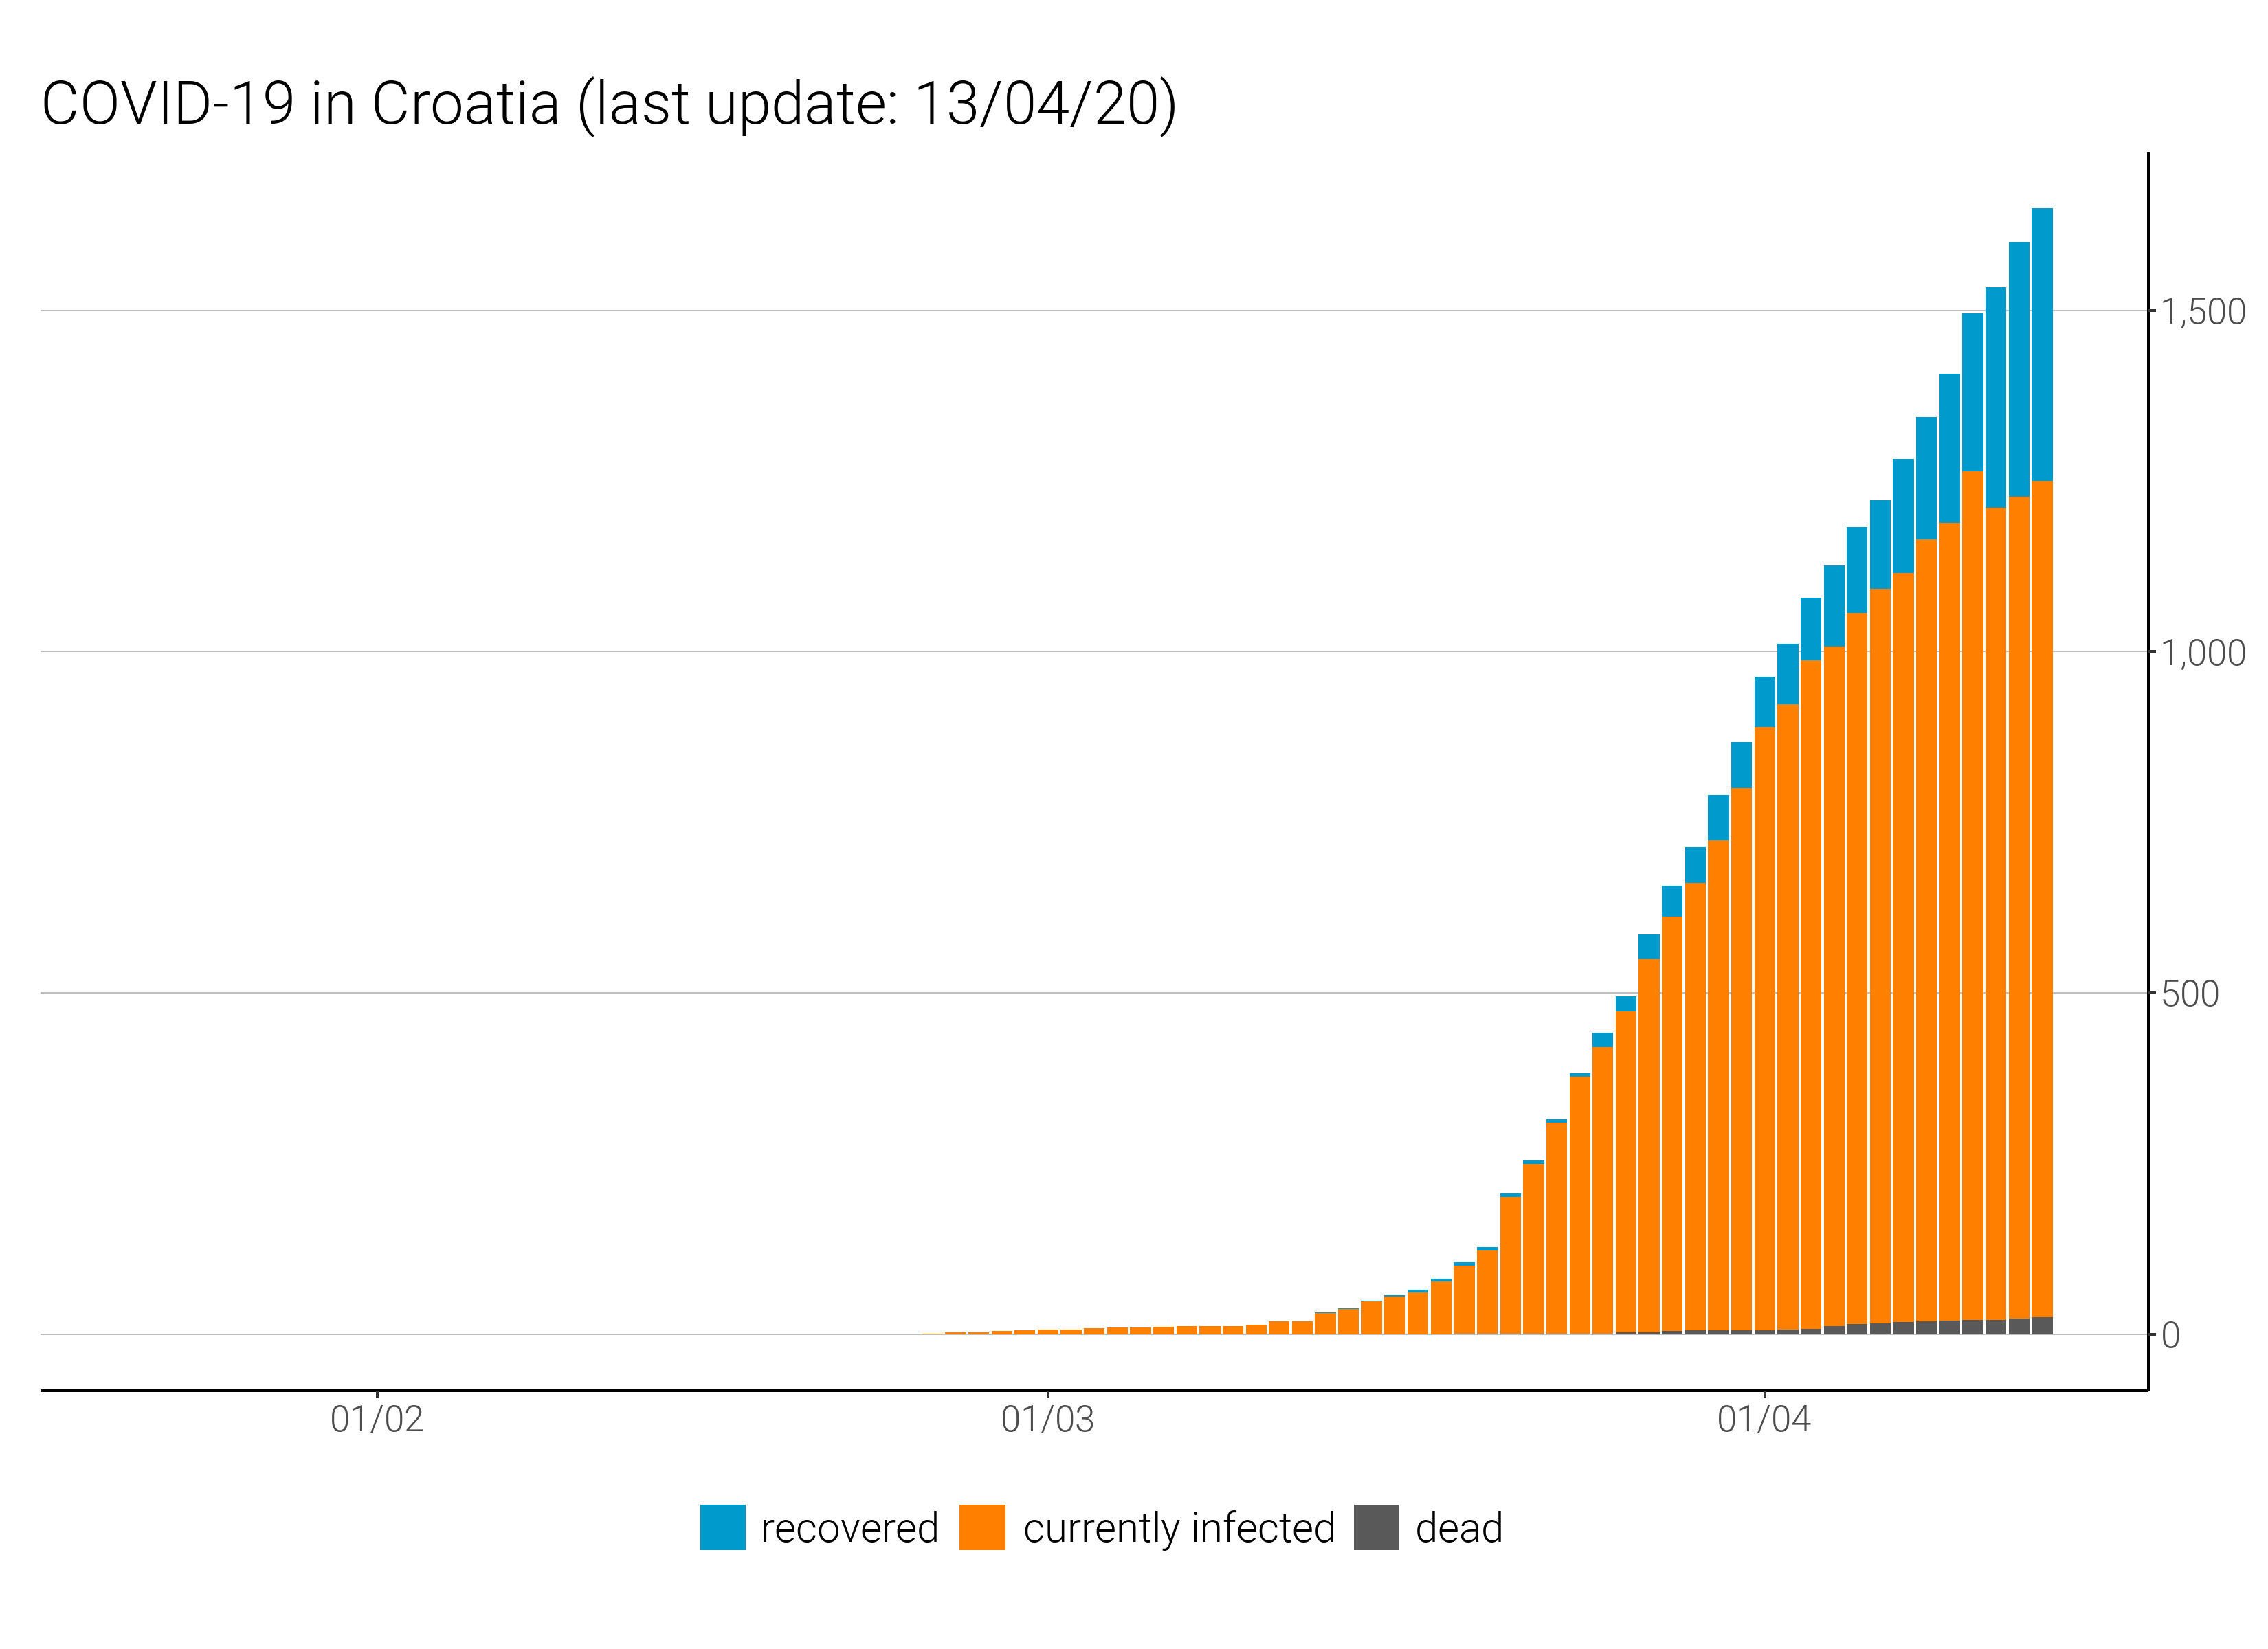 COVID-19 in Croatia (last update: 13/04/20)
1,500
1,000
500
0
01/02 01/03 01/04
recovered currently infected dead